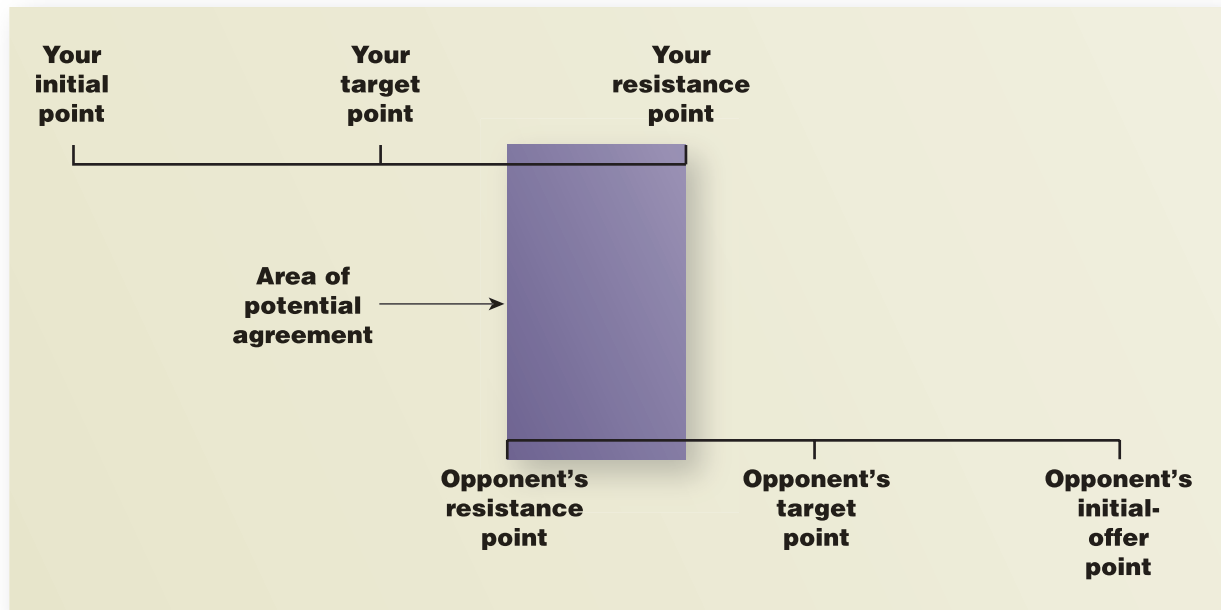 Your
initial
point
Your
target
point
Your
resistance
point
Area of
potential
agreement
Opponent’s
resistance
point
Opponent’s
target
point
Opponent’s
initial-
offer
point